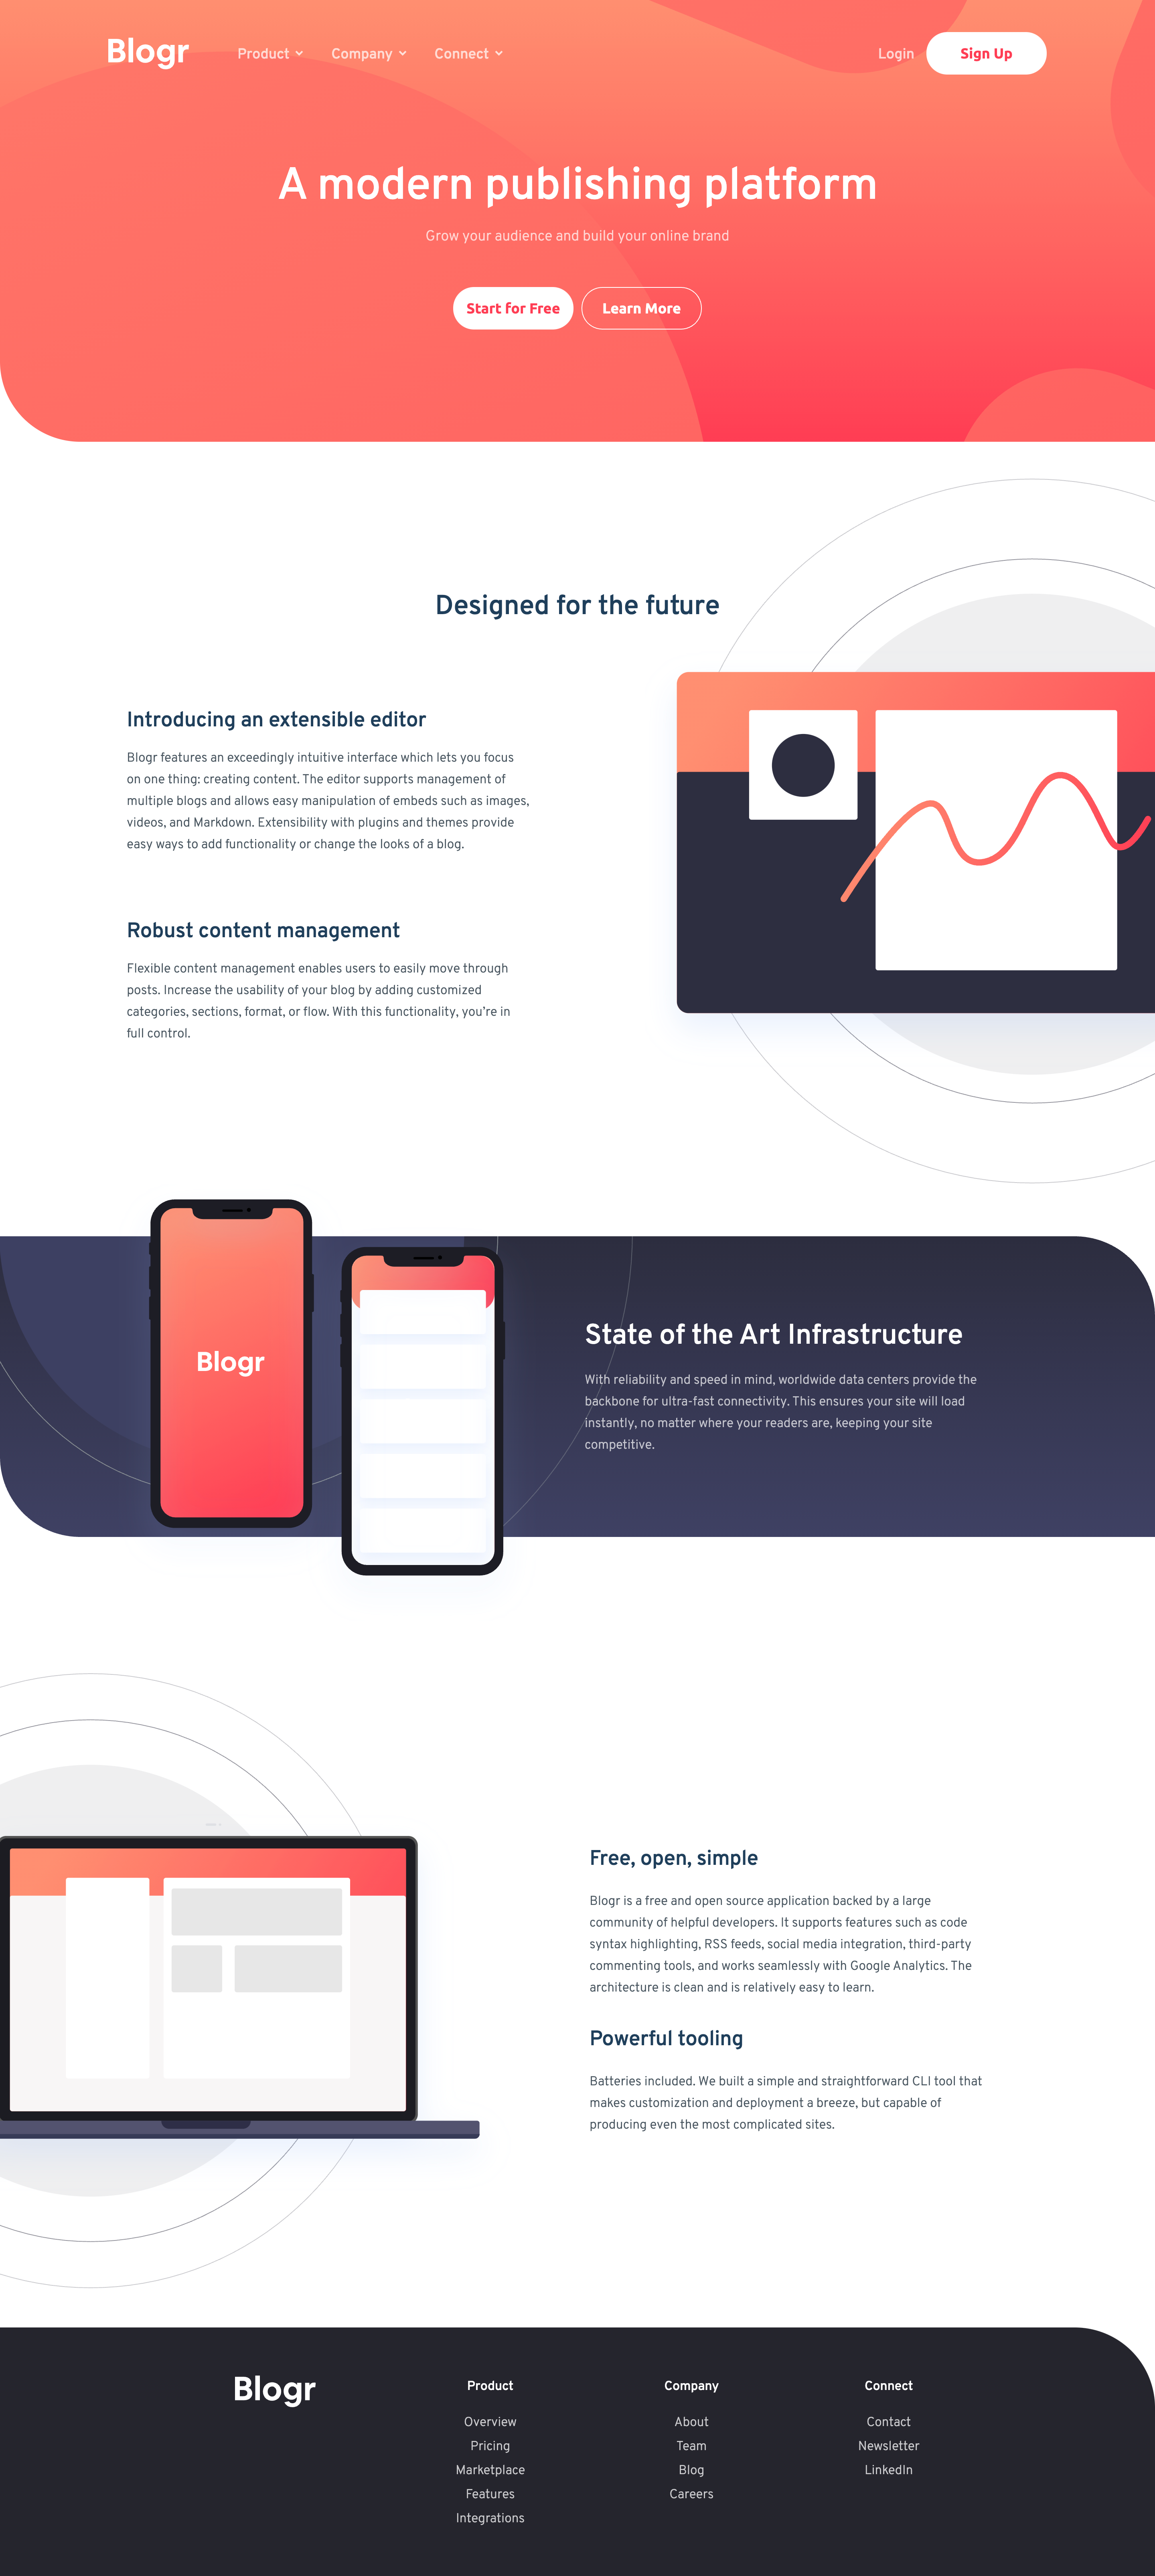 Blogr
Product
Company
Connect
Login
Sign Up
A modern publishing platform
Grow your audience and build your online brand
Start for Free
Learn More
Designed for the future
Introducing an extensible editor
Blogr features an exceedingly intuitive interface which lets you focus
on one thing: creating content. The editor supports management of
multiple blogs and allows easy manipulation of embeds such as images,
videos, and Markdown. Extensibility with plugins and themes provide
easy ways to add functionality or change the looks of a blog.
Robust content management
Flexible content management enables users to easily move through
posts. Increase the usability of your blog by adding customized
categories, sections, format, or flow. With this functionality, you're in
full control.
Blogr
State of the Art Infrastructure
With reliability and speed in mind, worldwide data centers provide the
backbone for ultra-fast connectivity. This ensures your site will load
instantly, no matter where your readers are, keeping your site
competitive.
Free, open, simple
Blogr is a free and open source application backed by a large
community of helpful developers. It supports features such as code
syntax highlighting, RSS feeds, social media integration, third-party
commenting tools, and works seamlessly with Google Analytics. The
architecture is clean and is relatively easy to learn.
Powerful tooling
Batteries included. We built a simple and straightforward CLI tool that
makes customization and deployment a breeze, but capable of
producing even the most complicated sites.
Blogr
Product
Overview
Pricing
Marketplace
Features
Integrations
Company
About
Team
Blog
Careers
Connect
Contact
Newsletter
LinkedIn